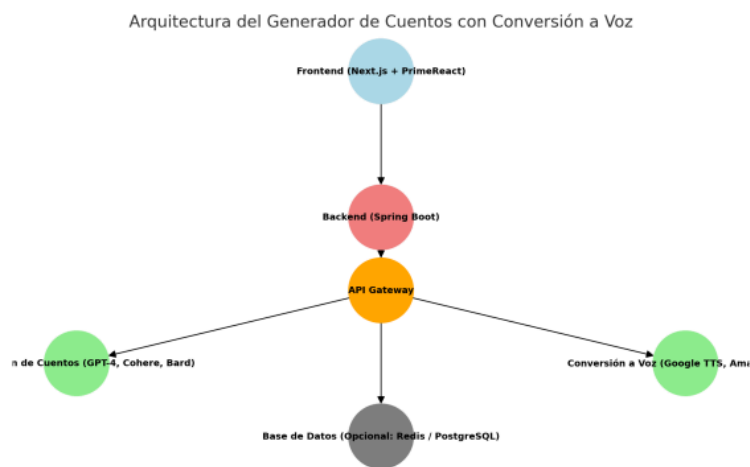 Arquitectura del Generador de Cuentos con Conversión a Voz
Frontend (Next.js + PrimeReact)
Backend (Spring Boot)
API Gateway
n de Cuentos (GPT-4, Cohere, Bard)
Conversión a Voz (Google TTS, Ama
Base de Datos (Opcional: Redis / PostgreSQL)